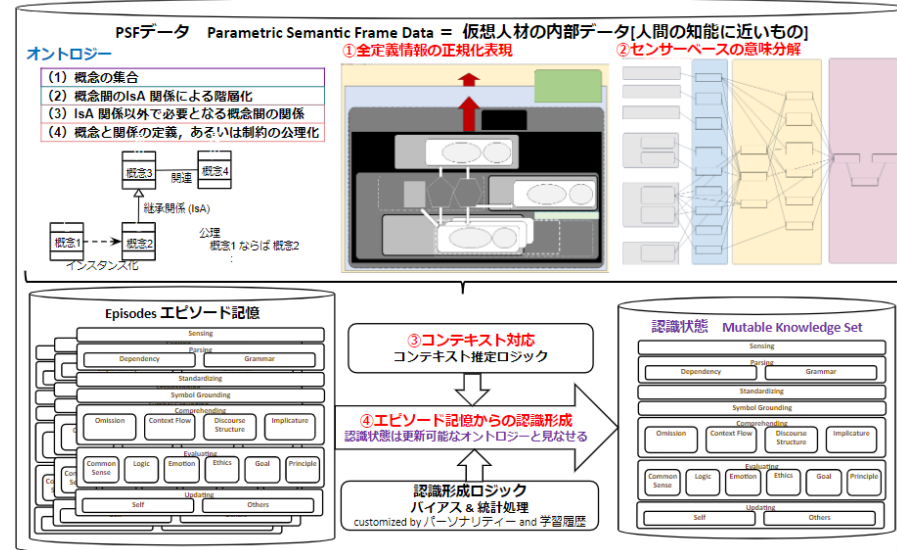 PSFデータ Parametric Semantic Frame Data = 仮想人材の内部データ[人間の知能に近いもの]
オントロジー
(1)概念の集合
(2)概念間のIsA 関係による階層化
(3)IsA 関係以外で必要となる概念間の関係
(4)概念と関係の定義，あるいは制約の公理化
概念3
関連
概念4
継承関係 (IsA)
概念1
概念2
インスタンス化
公理
概念1 ならば 概念2
:
①全定義情報の正規化表現
②センサーベースの意味分解
Episodes エピソード記憶
Sensing
Parsing
Dependency
Grammar
Standardizing
Symbol Grounding
Comprehending
Omission
Context Flow
Discourse Structure
Implicature
Evaluating
Common Sense
Logic
Emotion
Ethics
Goal
Principle
Updating
Self
Others
③コンテキスト対応
コンテキスト推定ロジック
④エピソード記憶からの認識形成
認識状態は更新可能なオントロジーと見なせる
認識形成ロジック
バイアス & 統計処理
customized by パーソナリティー and 学習履歴
認識状態 Mutable Knowledge Set
Sensing
Parsing
Dependency
Grammar
Standardizing
Symbol Grounding
Comprehending
Omission
Context Flow
Discourse Structure
Implicature
Evaluating
Common Sense
Logic
Emotion
Ethics
Goal
Principle
Updating
Self
Others